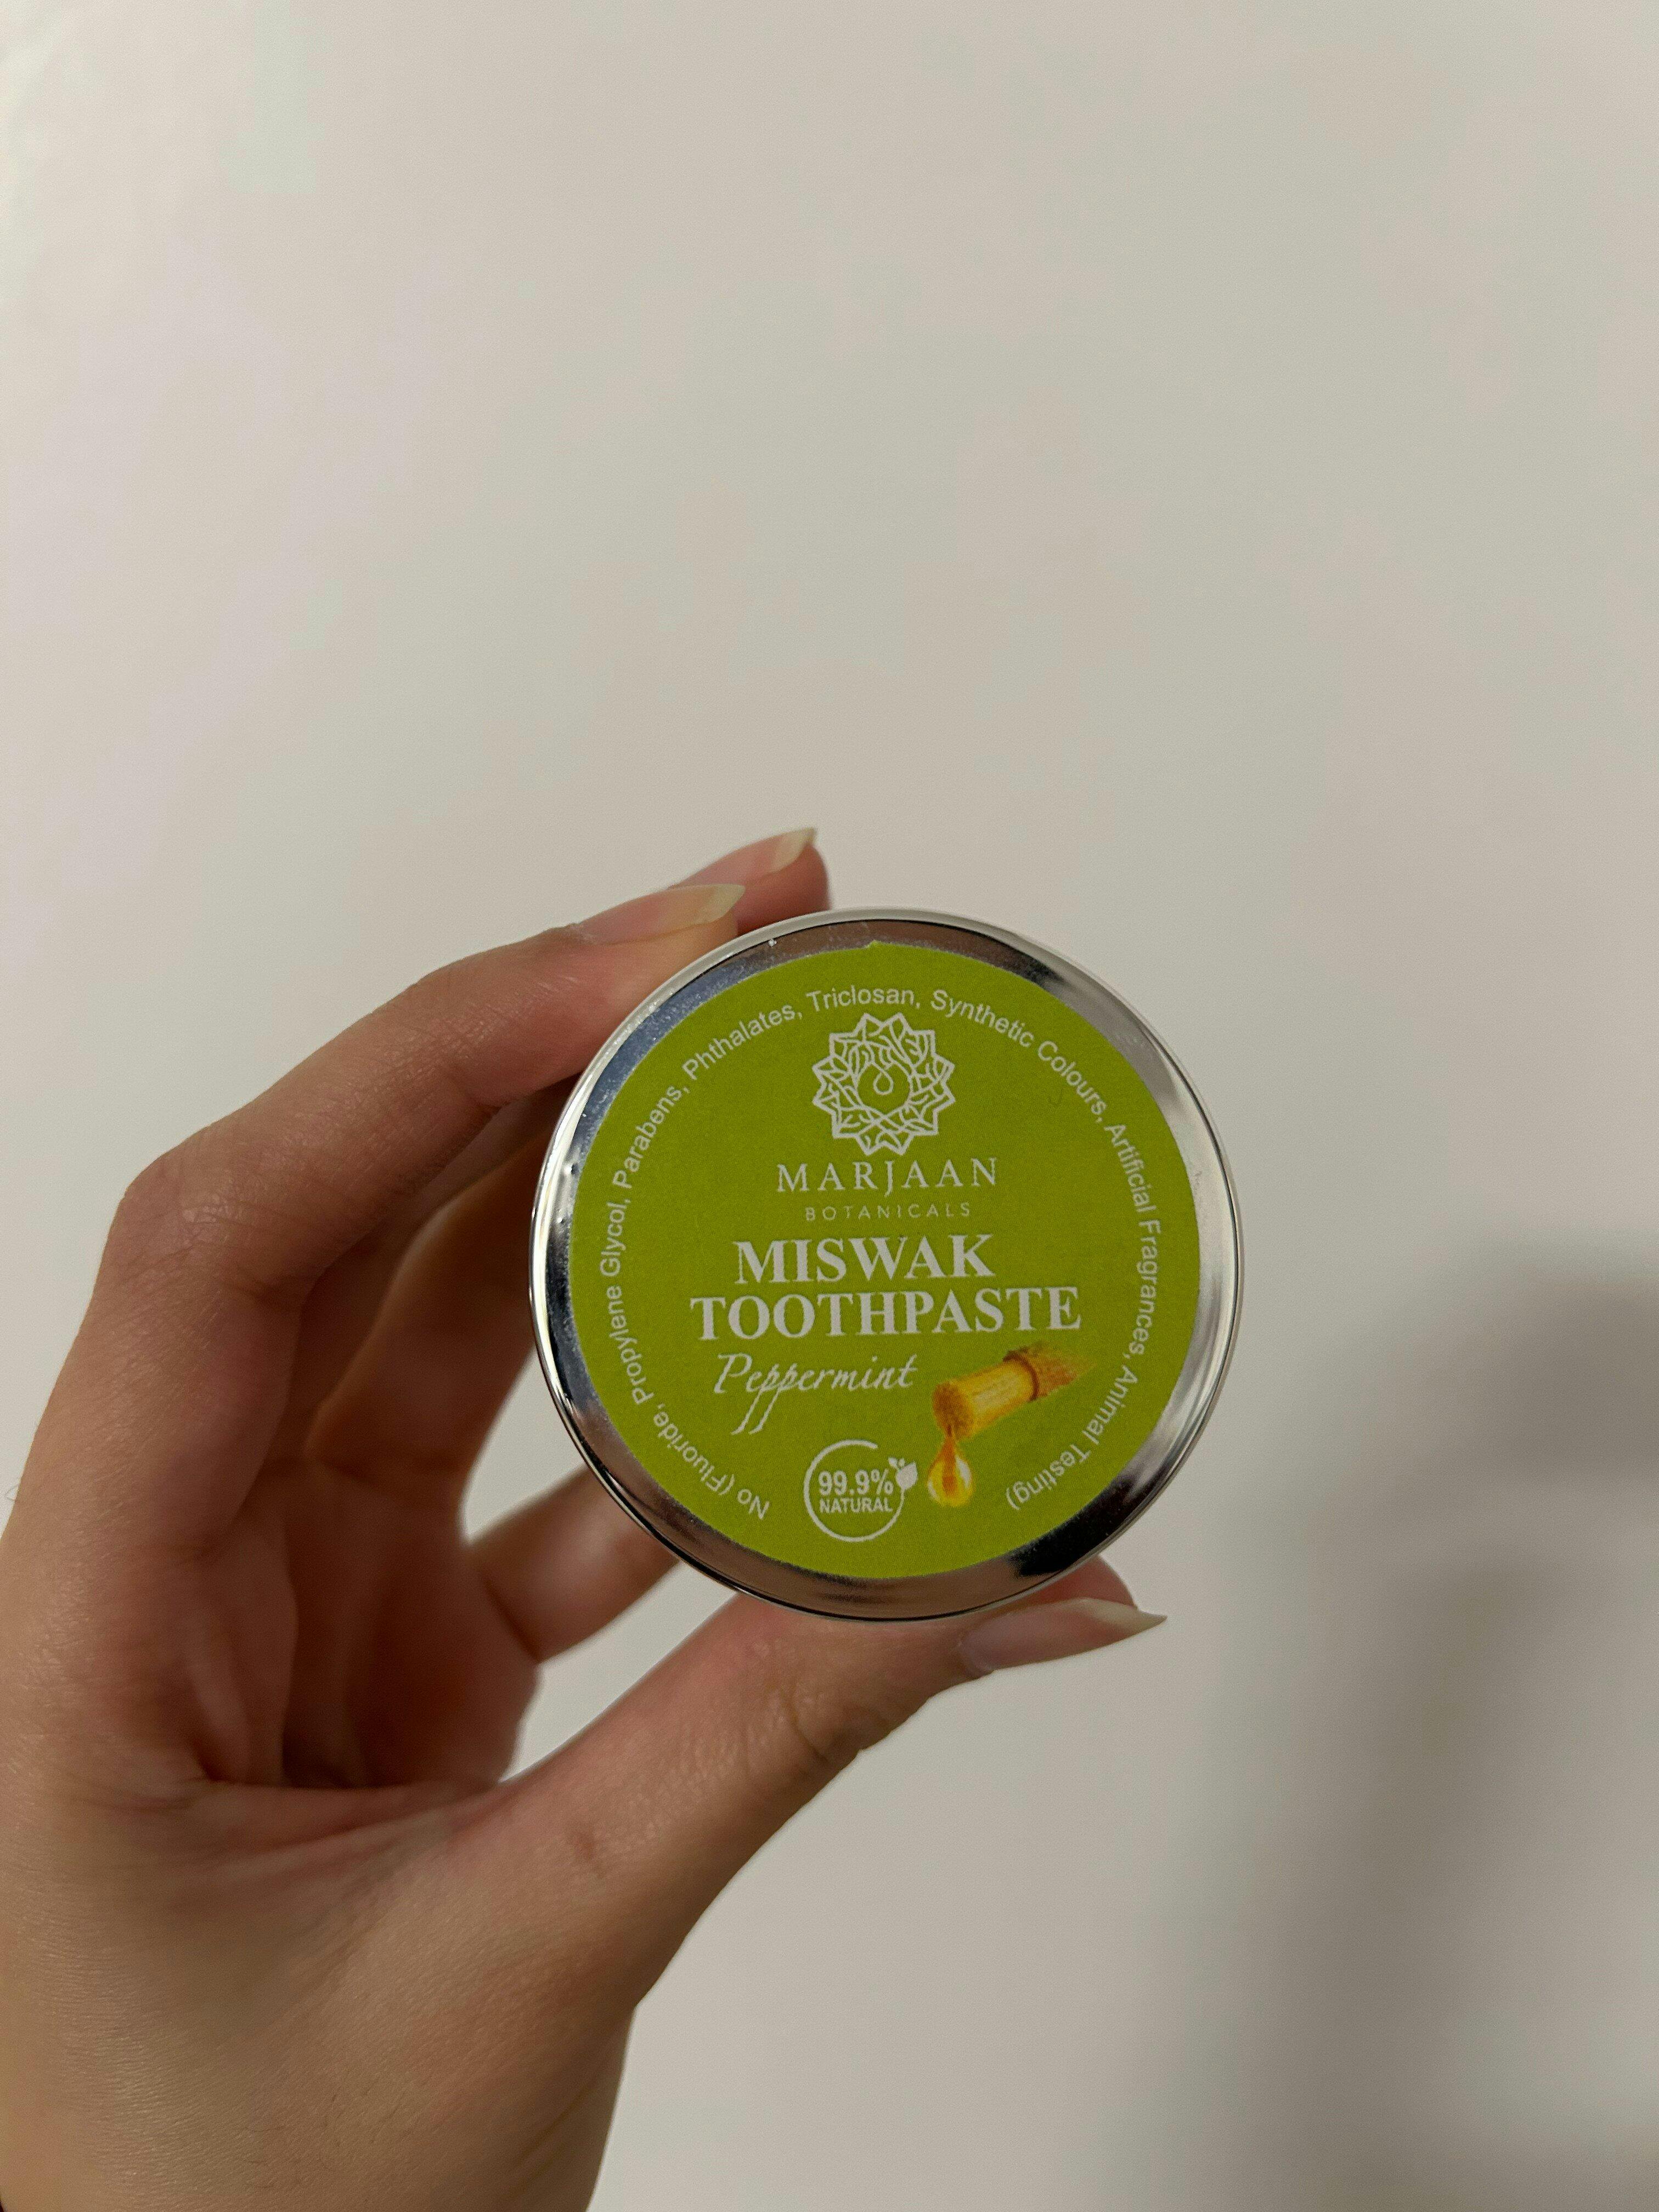 No (Fluoride, Propylene Glycol, Parabens, Phthalates, Triclosan, Synthetic Colours, Artificial Fragrances, Animal Testing)
MARJAAN
BOTANICALS
MISWAK
TOOTHPASTE
Peppermint
99.9%
NATURAL